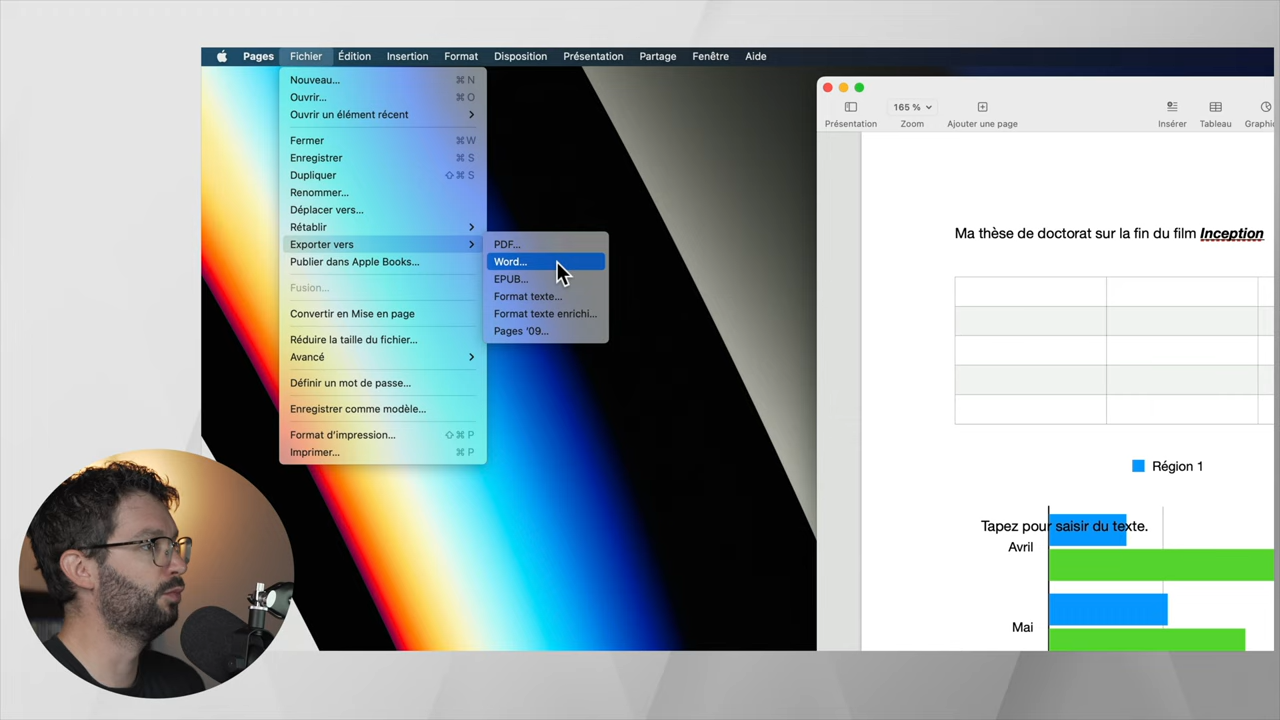 Pages Fichier Édition Insertion Format Disposition Présentation Partage Fenêtre Aide
Nouveau... ⌘ N
Ouvrir... ⌘ O
Ouvrir un élément récent
Fermer ⌘ W
Enregistrer ⌘ S
Dupliquer ⇧ ⌘ S
Renommer...
Déplacer vers...
Rétablir
Exporter vers
Publier dans Apple Books...
Fusion...
Convertir en Mise en page
Réduire la taille du fichier...
Avancé
Définir un mot de passe...
Enregistrer comme modèle...
Format d'impression... ⇧ ⌘ P
Imprimer... ⌘ P
PDF...
Word...
EPUB...
Format texte...
Format texte enrichi...
Pages '09...
165 %
Présentation Zoom Ajouter une page Insérer Tableau Graphi
Ma thèse de doctorat sur la fin du film Inception
Région 1
Tapez pour saisir du texte.
Avril
Mai